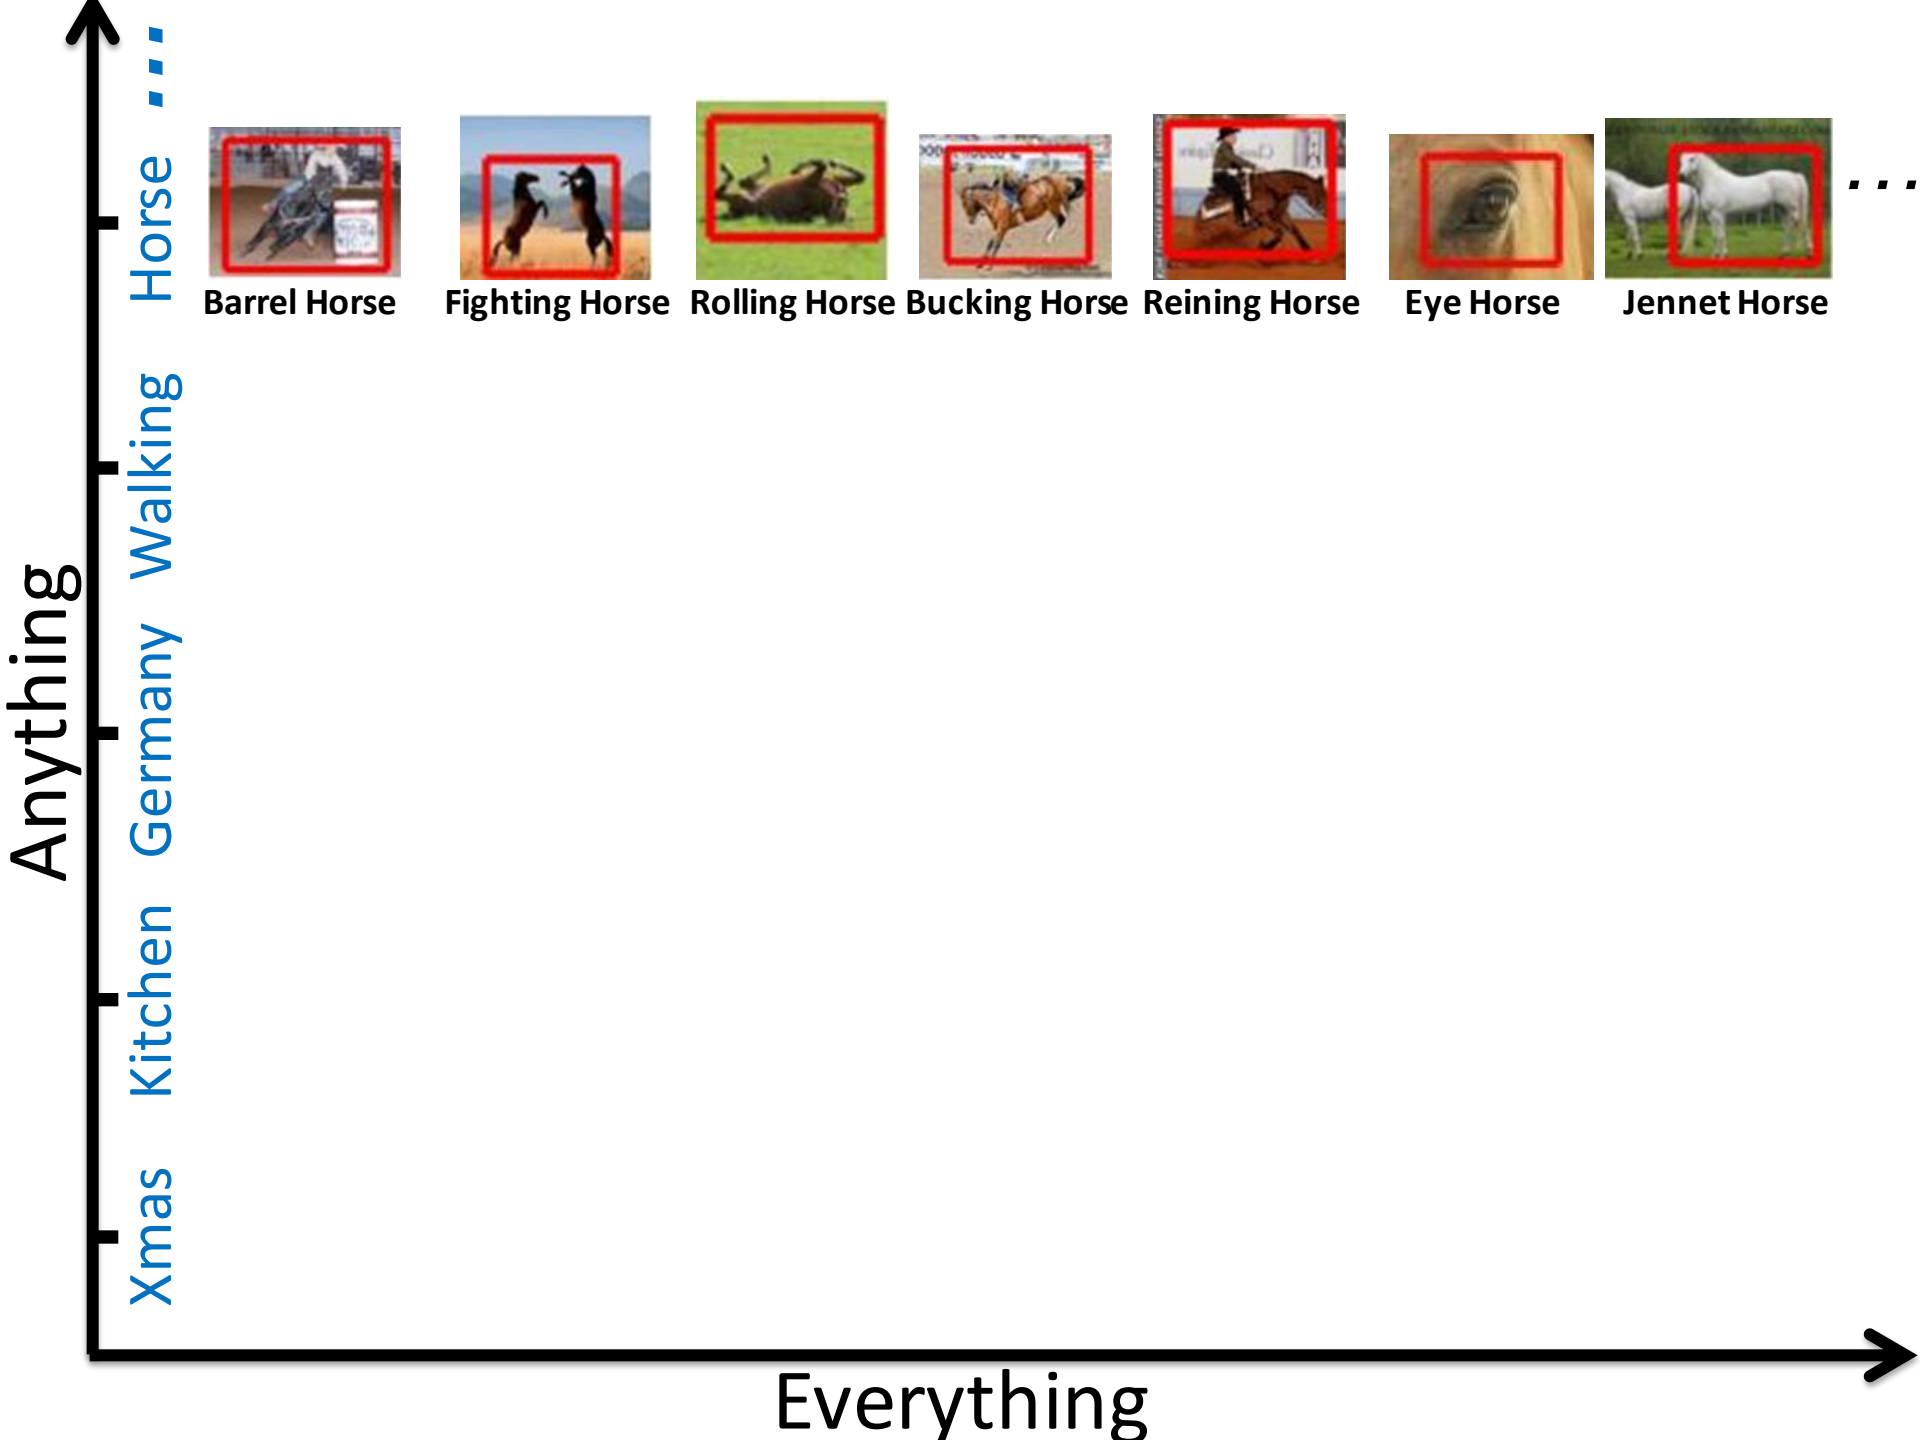 ...
Horse
Barrel Horse
Fighting Horse
Rolling Horse
Bucking Horse
Reining Horse
Eye Horse
Jennet Horse
...
Walking
Germany
Kitchen
Xmas
Anything
Everything